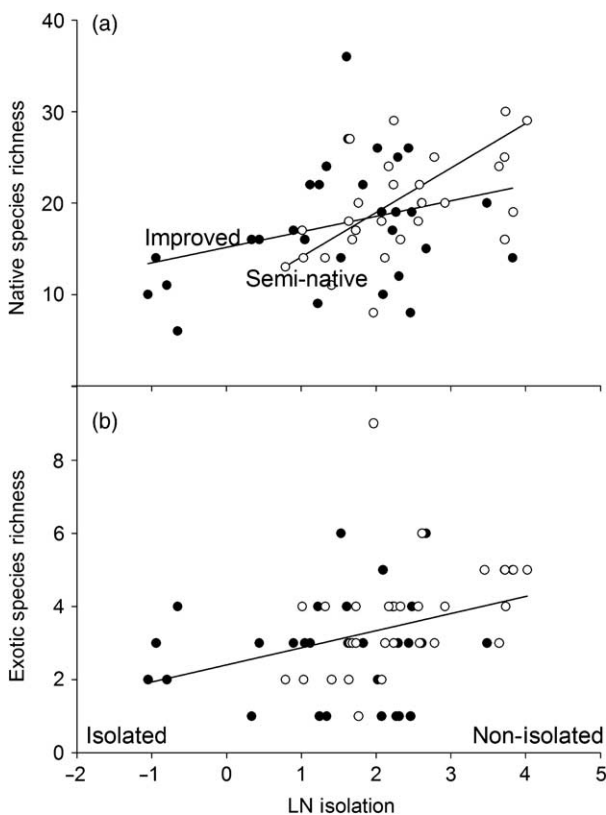 (a)
40
30
20
10
Native species richness
Improved
Semi-native
(b)
8
6
4
2
0
Exotic species richness
Isolated
Non-isolated
−2
−1
0
1
2
3
4
5
LN isolation